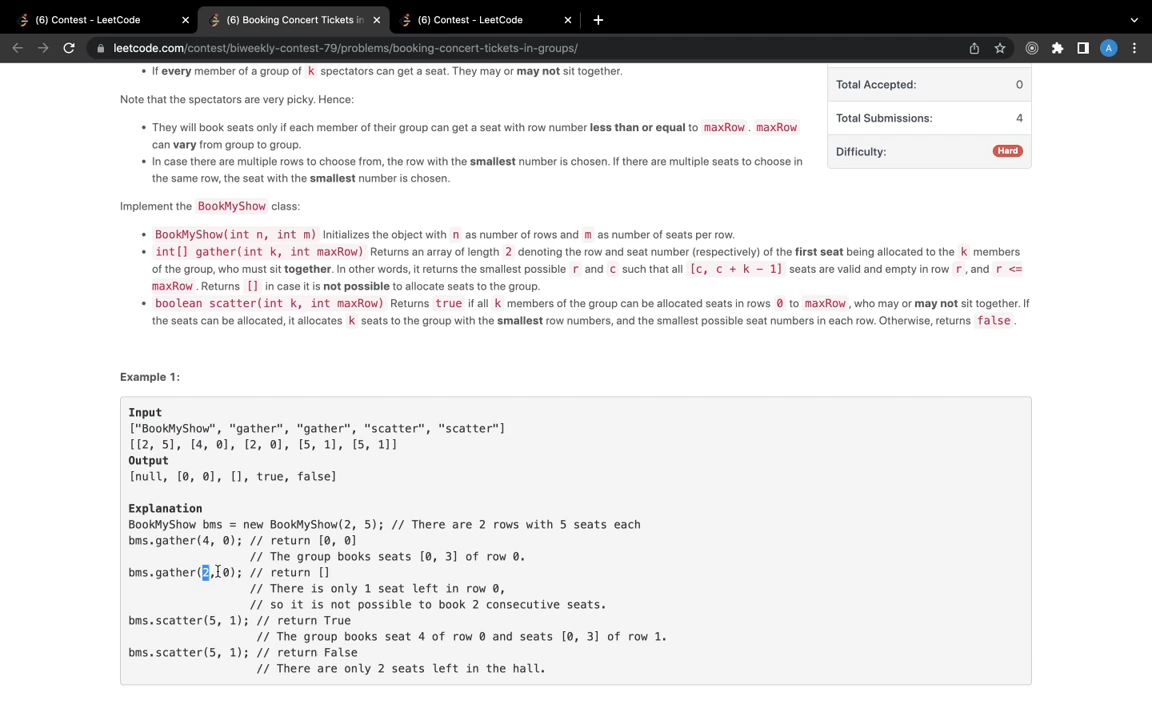 (6) Contest - LeetCode
(6) Booking Concert Tickets in
(6) Contest - LeetCode
leetcode.com/contest/biweekly-contest-79/problems/booking-concert-tickets-in-groups/
A
• If every member of a group of k spectators can get a seat. They may or may not sit together.
Total Accepted: 0
Note that the spectators are very picky. Hence:
Total Submissions: 4
• They will book seats only if each member of their group can get a seat with row number less than or equal to maxRow. maxRow
can vary from group to group.
Difficulty: Hard
• In case there are multiple rows to choose from, the row with the smallest number is chosen. If there are multiple seats to choose in
the same row, the seat with the smallest number is chosen.
Implement the BookMyShow class:
• BookMyShow(int n, int m) Initializes the object with n as number of rows and m as number of seats per row.
• int[] gather(int k, int maxRow) Returns an array of length 2 denoting the row and seat number (respectively) of the first seat being allocated to the k members
of the group, who must sit together. In other words, it returns the smallest possible r and c such that all [c, c + k - 1] seats are valid and empty in row r, and r <=
maxRow. Returns [] in case it is not possible to allocate seats to the group.
• boolean scatter(int k, int maxRow) Returns true if all k members of the group can be allocated seats in rows 0 to maxRow, who may or may not sit together. If
the seats can be allocated, it allocates k seats to the group with the smallest row numbers, and the smallest possible seat numbers in each row. Otherwise, returns false.
Example 1:
Input
["BookMyShow", "gather", "gather", "scatter", "scatter"]
[[2, 5], [4, 0], [2, 0], [5, 1], [5, 1]]
Output
[null, [0, 0], [], true, false]
Explanation
BookMyShow bms = new BookMyShow(2, 5); // There are 2 rows with 5 seats each
bms.gather(4, 0); // return [0, 0]
// The group books seats [0, 3] of row 0.
bms.gather(2, 0); // return []
// There is only 1 seat left in row 0,
// so it is not possible to book 2 consecutive seats.
bms.scatter(5, 1); // return True
// The group books seat 4 of row 0 and seats [0, 3] of row 1.
bms.scatter(5, 1); // return False
// There are only 2 seats left in the hall.